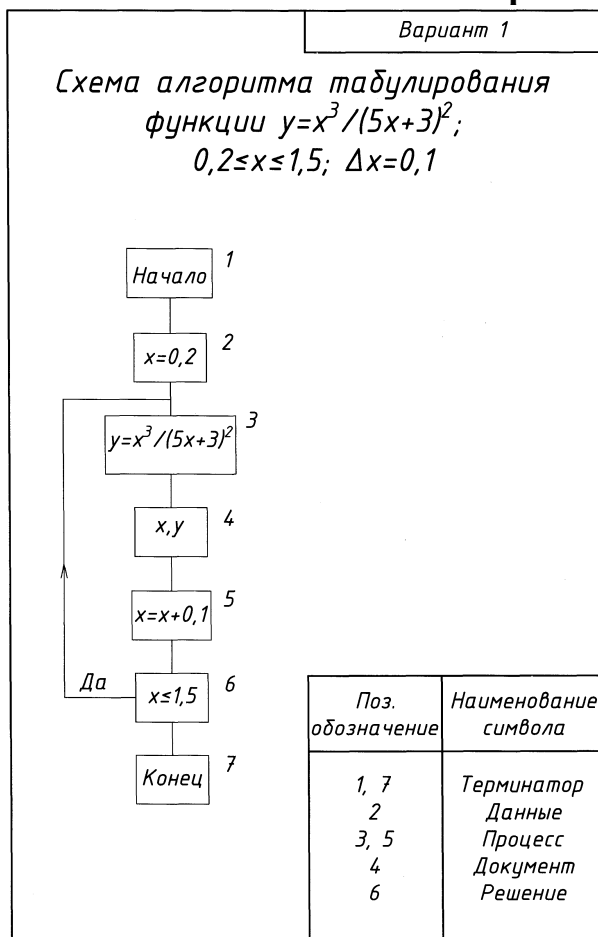 Вариант 1
Схема алгоритма табулирования
функции y=x³/(5x+3)²;
0,2≤x≤1,5; Δx=0,1
Начало 1
x=0,2 2
y=x³/(5x+3)² 3
x,y 4
x=x+0,1 5
Да x≤1,5 6
Конец 7
Поз. обозначение Наименование символа
1, 7 Терминатор
2 Данные
3, 5 Процесс
4 Документ
6 Решение